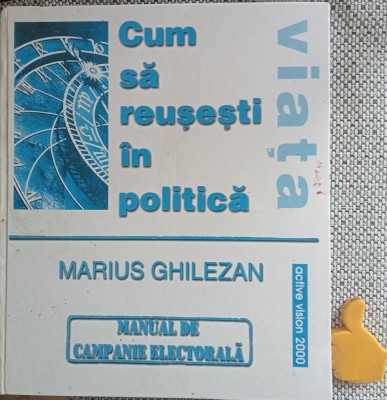 Cum
să
reușești
în
politică
viața
MARIUS GHILEZAN
active vision 2000
MANUAL DE
CAMPANIE ELECTORALĂ